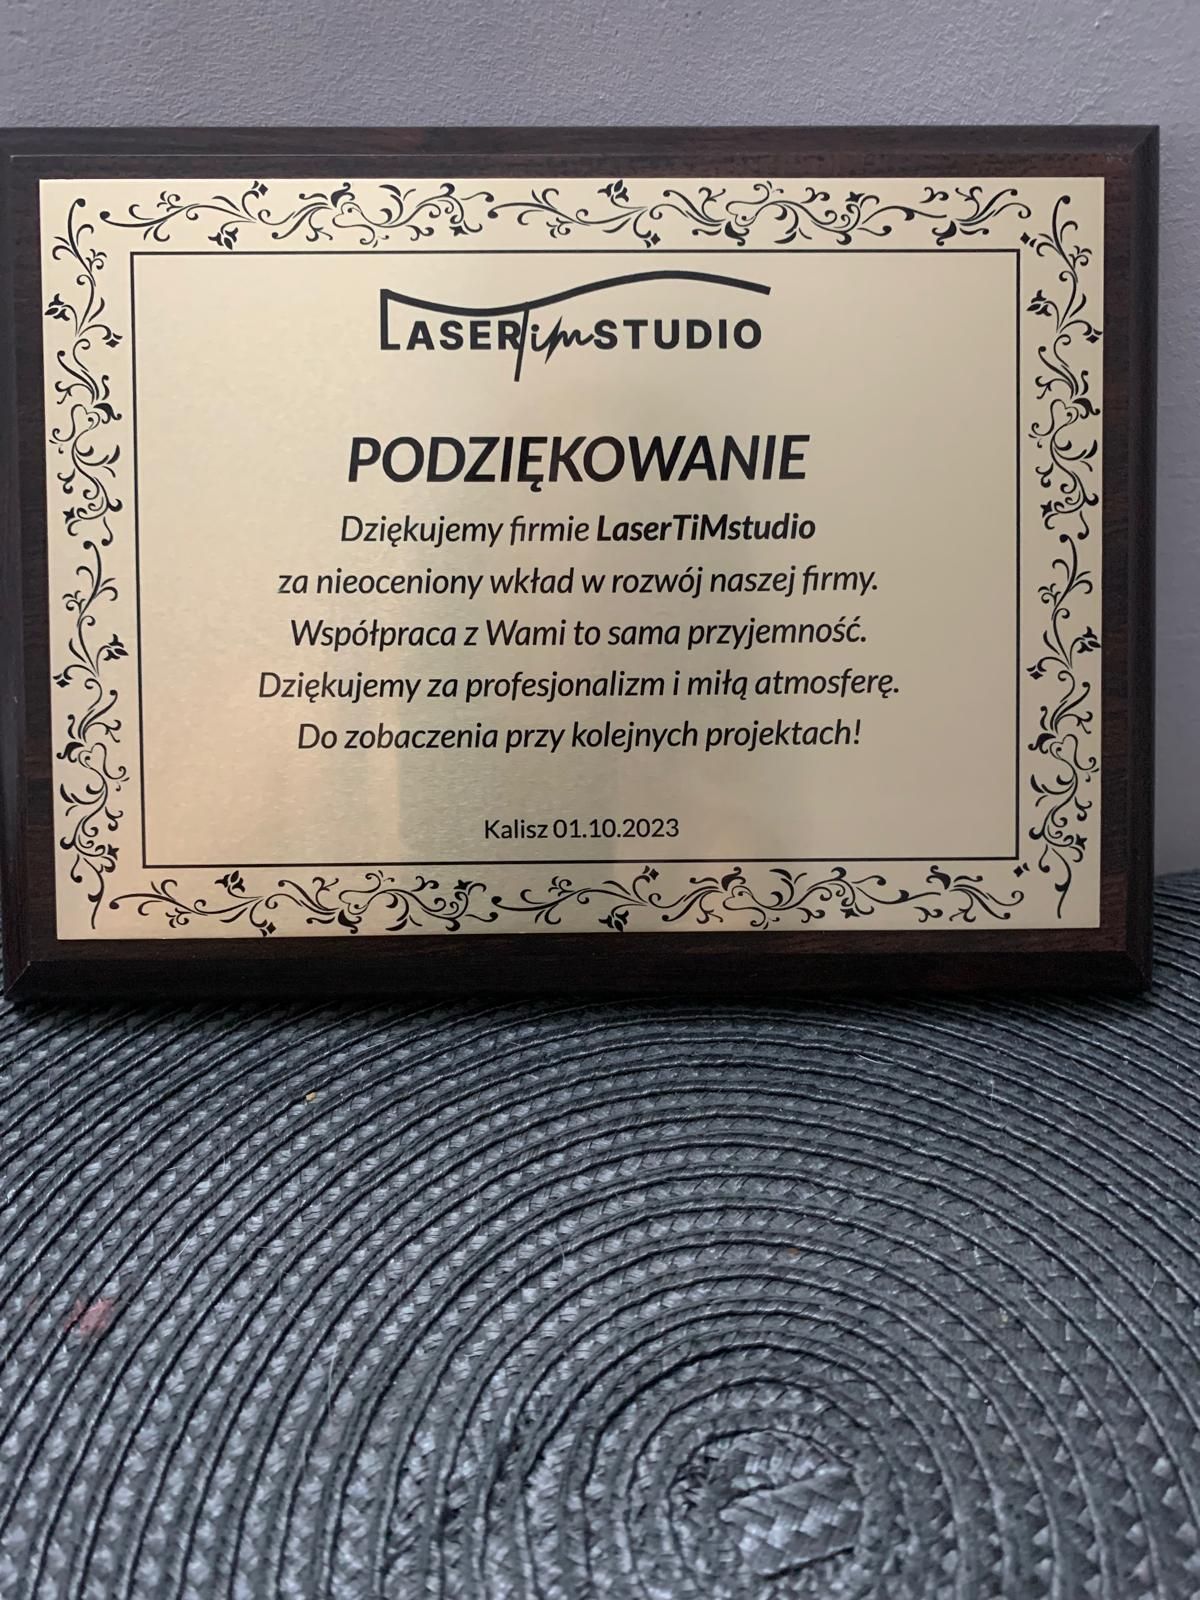 LASERTimSTUDIO
PODZIĘKOWANIE
Dziękujemy firmie LaserTiMstudio
za nieoceniony wkład w rozwój naszej firmy.
Współpraca z Wami to sama przyjemność.
Dziękujemy za profesjonalizm i miłą atmosferę.
Do zobaczenia przy kolejnych projektach!
Kalisz 01.10.2023